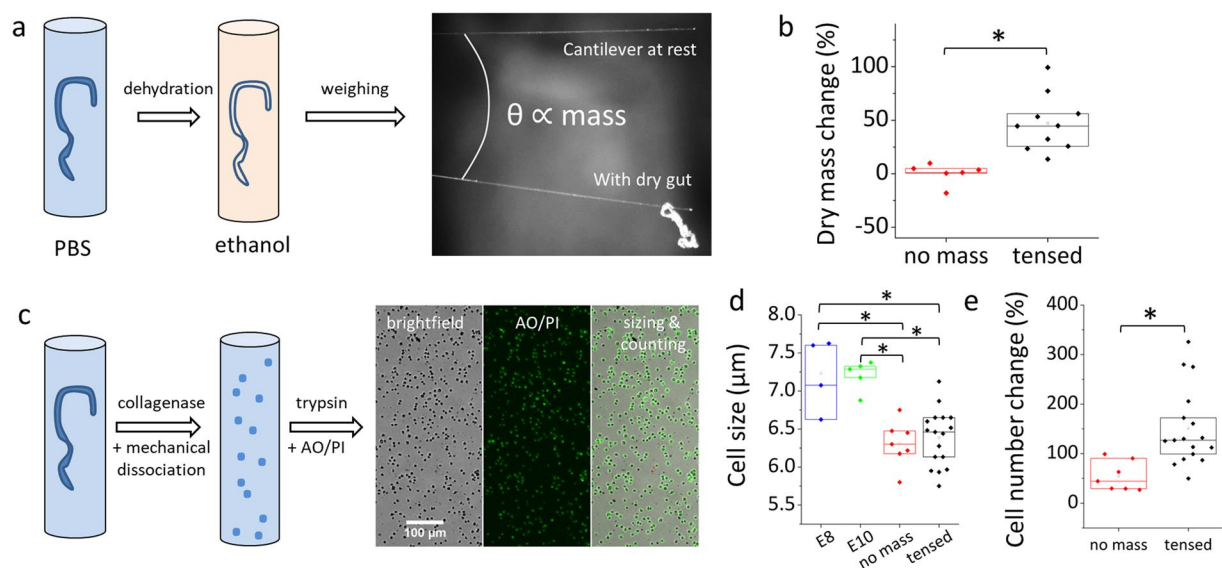 a
dehydration
weighing
PBS
ethanol
Cantilever at rest
θ ∝ mass
With dry gut
b
Dry mass change (%)
100
50
0
-50
*
no mass
tensed
c
collagenase
+ mechanical
dissociation
trypsin
+ AO/PI
brightfield
AO/PI
sizing &
counting
100 µm
d
Cell size (µm)
8.0
7.5
7.0
6.5
6.0
5.5
*
*
*
*
E8
E10
no mass
tensed
e
Cell number change (%)
400
300
200
150
100
0
*
no mass
tensed